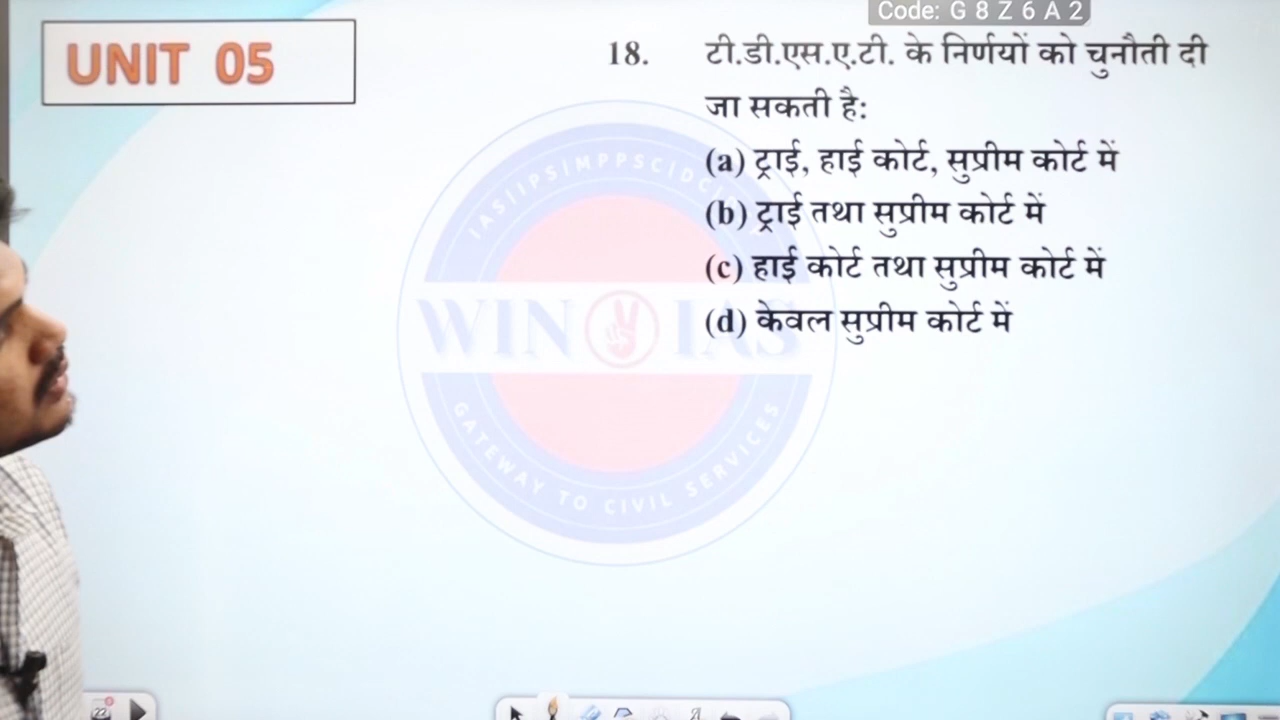 Code: G 8 Z 6 A 2
UNIT 05
18. टी.डी.एस.ए.टी. के निर्णयों को चुनौती दी
जा सकती है:
(a) ट्राई, हाई कोर्ट, सुप्रीम कोर्ट में
(b) ट्राई तथा सुप्रीम कोर्ट में
(c) हाई कोर्ट तथा सुप्रीम कोर्ट में
(d) केवल सुप्रीम कोर्ट में
WIN IAS
GATEWAY TO CIVIL SERVICES